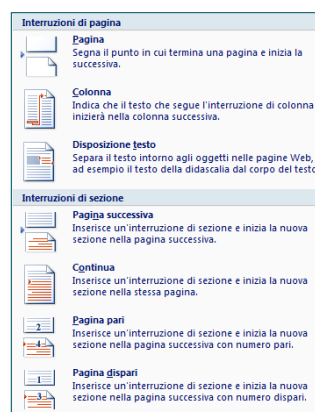 Interruzioni di pagina
Pagina
Segna il punto in cui termina una pagina e inizia la
successiva.
Colonna
Indica che il testo che segue l'interruzione di colonna
inizierà nella colonna successiva.
Disposizione testo
Separa il testo intorno agli oggetti nelle pagine Web,
ad esempio il testo della didascalia dal corpo del testo
Interruzioni di sezione
Pagina successiva
Inserisce un'interruzione di sezione e inizia la nuova
sezione nella pagina successiva.
Continua
Inserisce un'interruzione di sezione e inizia la nuova
sezione nella stessa pagina.
2
4
Pagina pari
Inserisce un'interruzione di sezione e inizia la nuova
sezione nella pagina successiva con numero pari.
1
3
Pagina dispari
Inserisce un'interruzione di sezione e inizia la nuova
sezione nella pagina successiva con numero dispari.